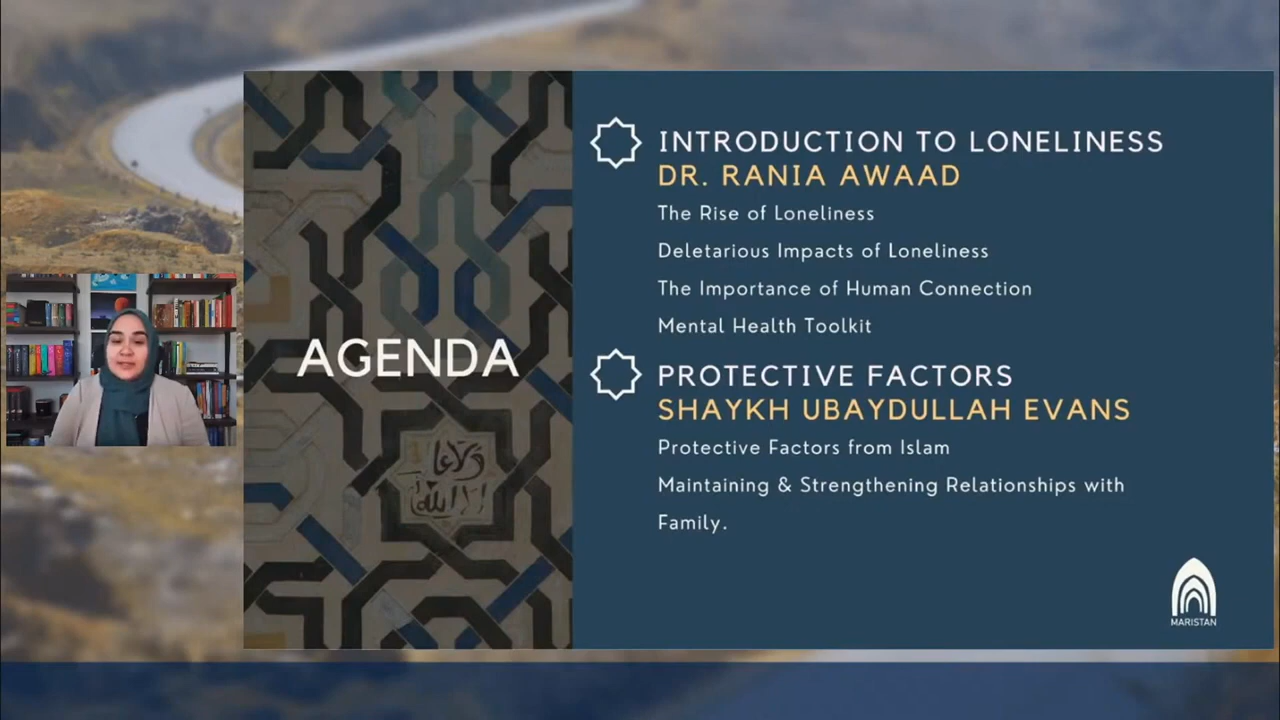 AGENDA
INTRODUCTION TO LONELINESS
DR. RANIA AWAAD
The Rise of Loneliness
Deletarious Impacts of Loneliness
The Importance of Human Connection
Mental Health Toolkit
PROTECTIVE FACTORS
SHAYKH UBAYDULLAH EVANS
Protective Factors from Islam
Maintaining & Strengthening Relationships with
Family.
MARISTAN